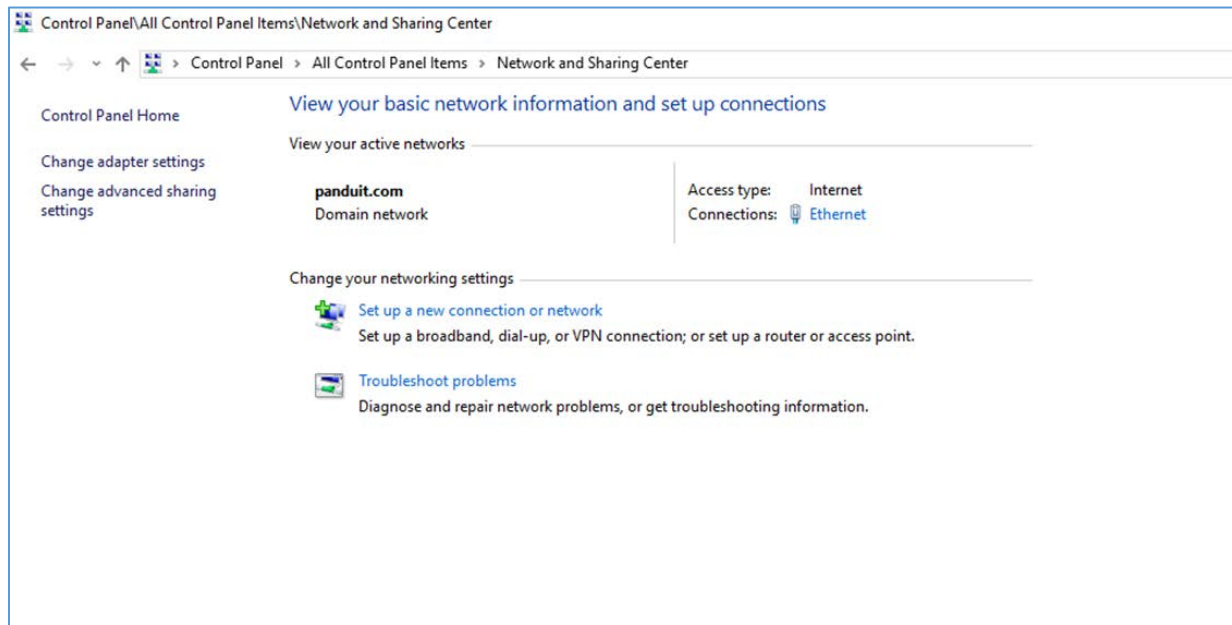 Control Panel\All Control Panel Items\Network and Sharing Center
Control Panel > All Control Panel Items > Network and Sharing Center
Control Panel Home
Change adapter settings
Change advanced sharing
settings
View your basic network information and set up connections
View your active networks
panduit.com
Domain network
Access type: Internet
Connections: Ethernet
Change your networking settings
Set up a new connection or network
Set up a broadband, dial-up, or VPN connection; or set up a router or access point.
Troubleshoot problems
Diagnose and repair network problems, or get troubleshooting information.